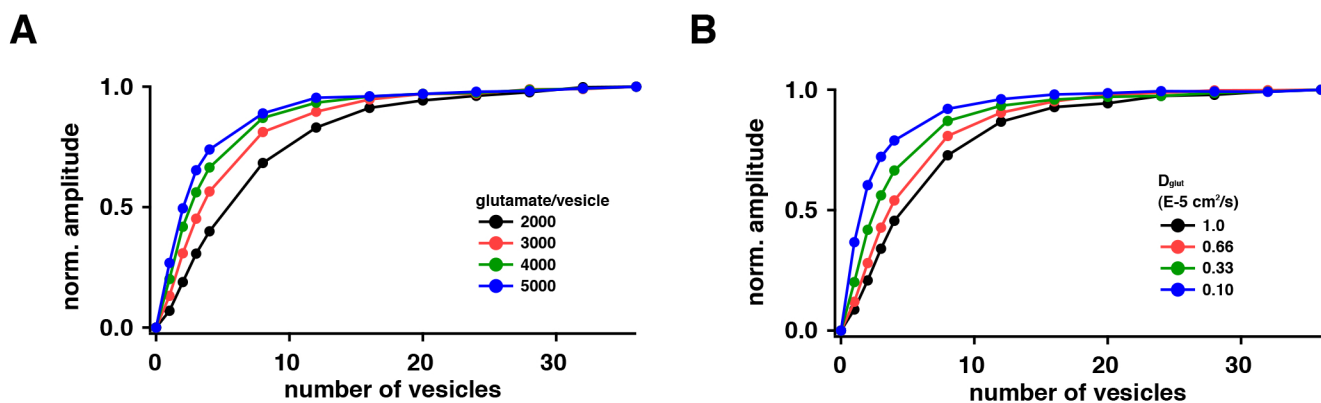 A
norm. amplitude
1.0
0.5
0.0
0
10
20
30
number of vesicles
glutamate/vesicle
2000
3000
4000
5000
B
norm. amplitude
1.0
0.5
0.0
0
10
20
30
number of vesicles
Dglut
(E-5 cm²/s)
1.0
0.66
0.33
0.10